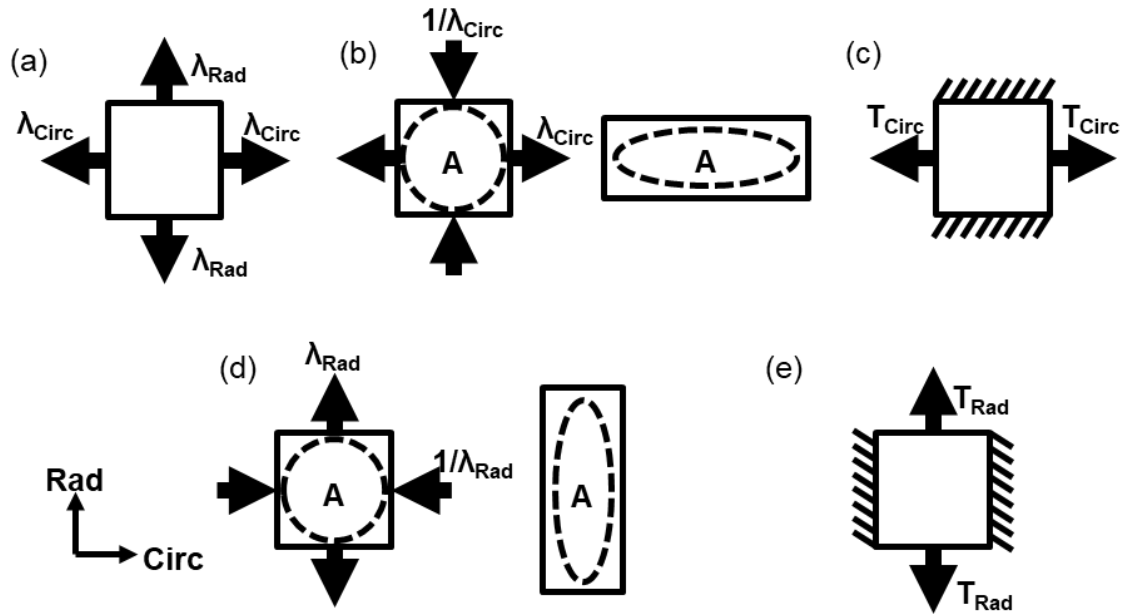 (a)
λRad
λCirc
λCirc
λRad
(b)
1/λCirc
λCirc
A
A
(c)
TCirc
TCirc
(d)
λRad
1/λRad
A
A
Rad
Circ
(e)
TRad
TRad